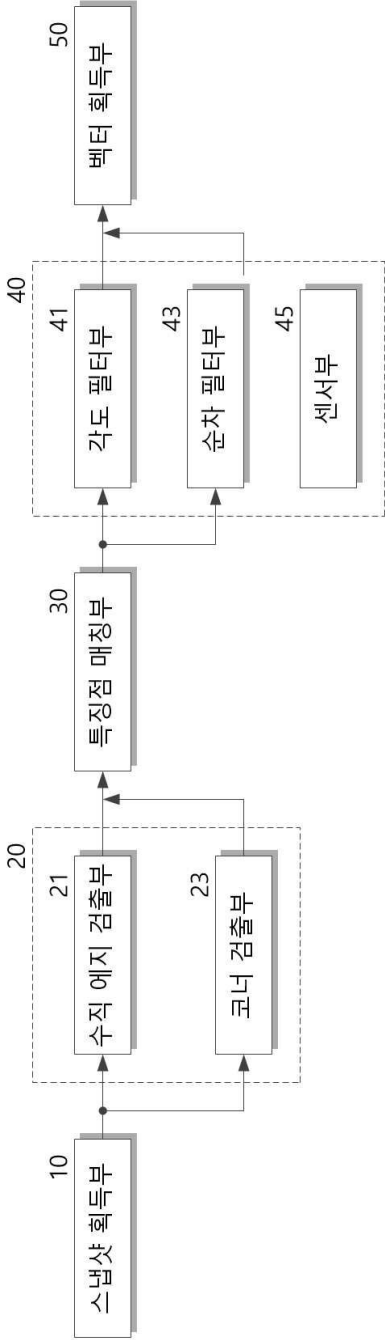 10
스냅샷 획득부
20
21
수직 에지 검출부
23
코너 검출부
30
특징점 매칭부
40
41
각도 필터부
43
순차 필터부
45
센서부
50
벡터 획득부